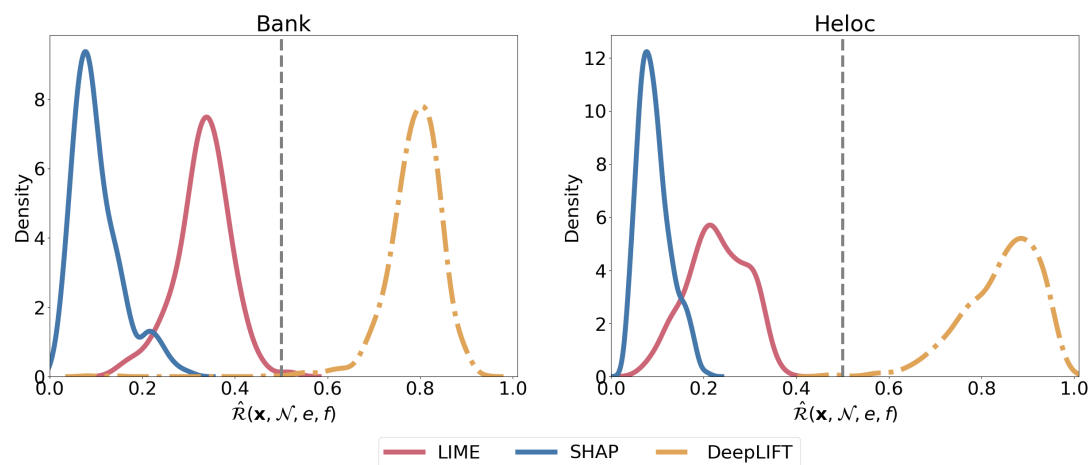 Bank
Density
8
6
4
2
0
0.0 0.2 0.4 0.6 0.8 1.0
R̂(x, N, e, f)
Heloc
Density
12
10
8
6
4
2
0
0.0 0.2 0.4 0.6 0.8 1.0
R̂(x, N, e, f)
LIME SHAP DeepLIFT